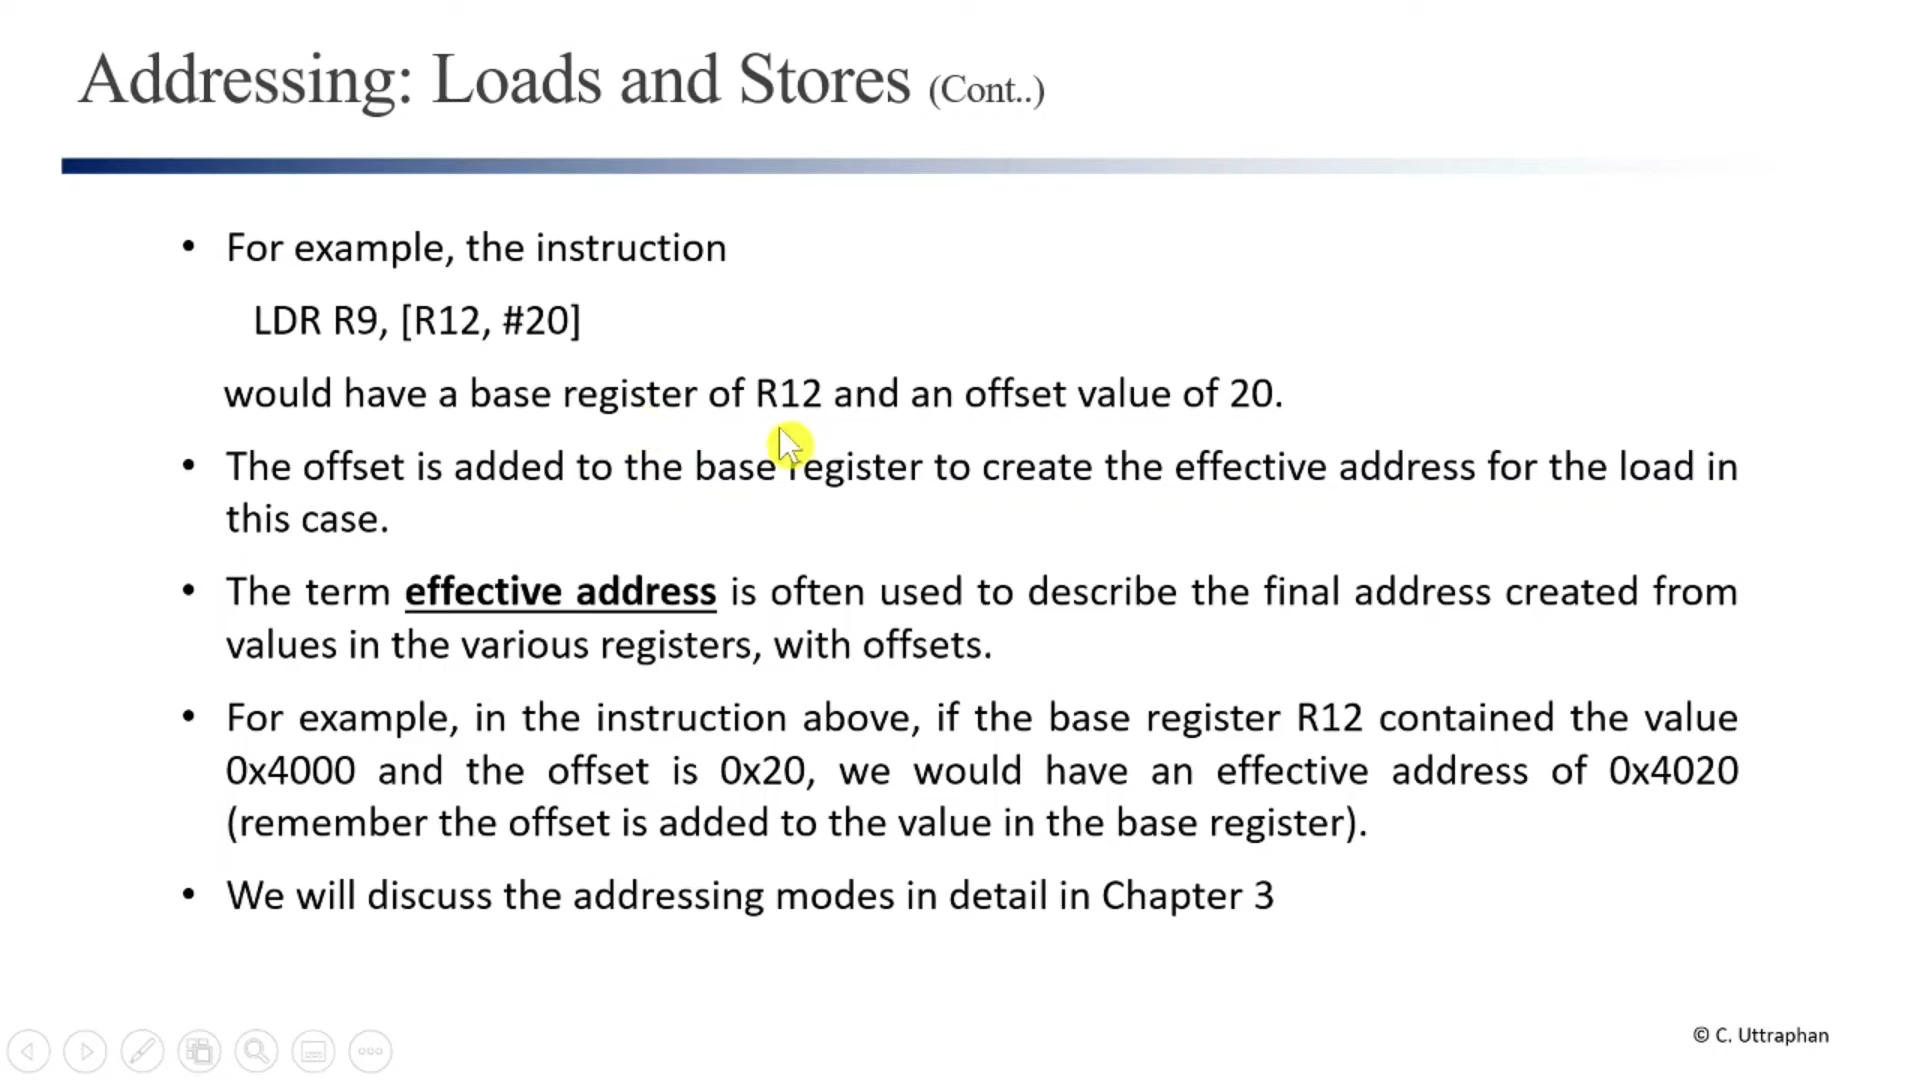 Addressing: Loads and Stores (Cont..)
• For example, the instruction
LDR R9, [R12, #20]
would have a base register of R12 and an offset value of 20.
• The offset is added to the base register to create the effective address for the load in
this case.
• The term effective address is often used to describe the final address created from
values in the various registers, with offsets.
• For example, in the instruction above, if the base register R12 contained the value
0x4000 and the offset is 0x20, we would have an effective address of 0x4020
(remember the offset is added to the value in the base register).
• We will discuss the addressing modes in detail in Chapter 3
© C. Uttraphan